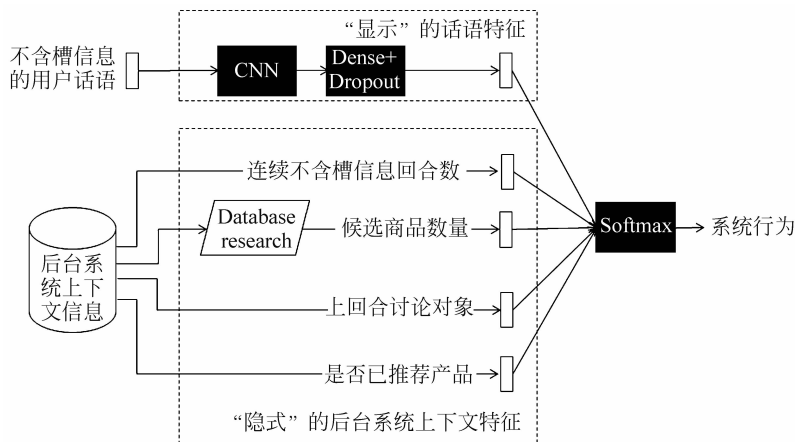 “显示”的话语特征
不含槽信息
的用户话语
CNN
Dense+
Dropout
连续不含槽信息回合数
Database
research
候选商品数量
Softmax
系统行为
后台系
统上下
文信息
上回合讨论对象
是否已推荐产品
“隐式”的后台系统上下文特征